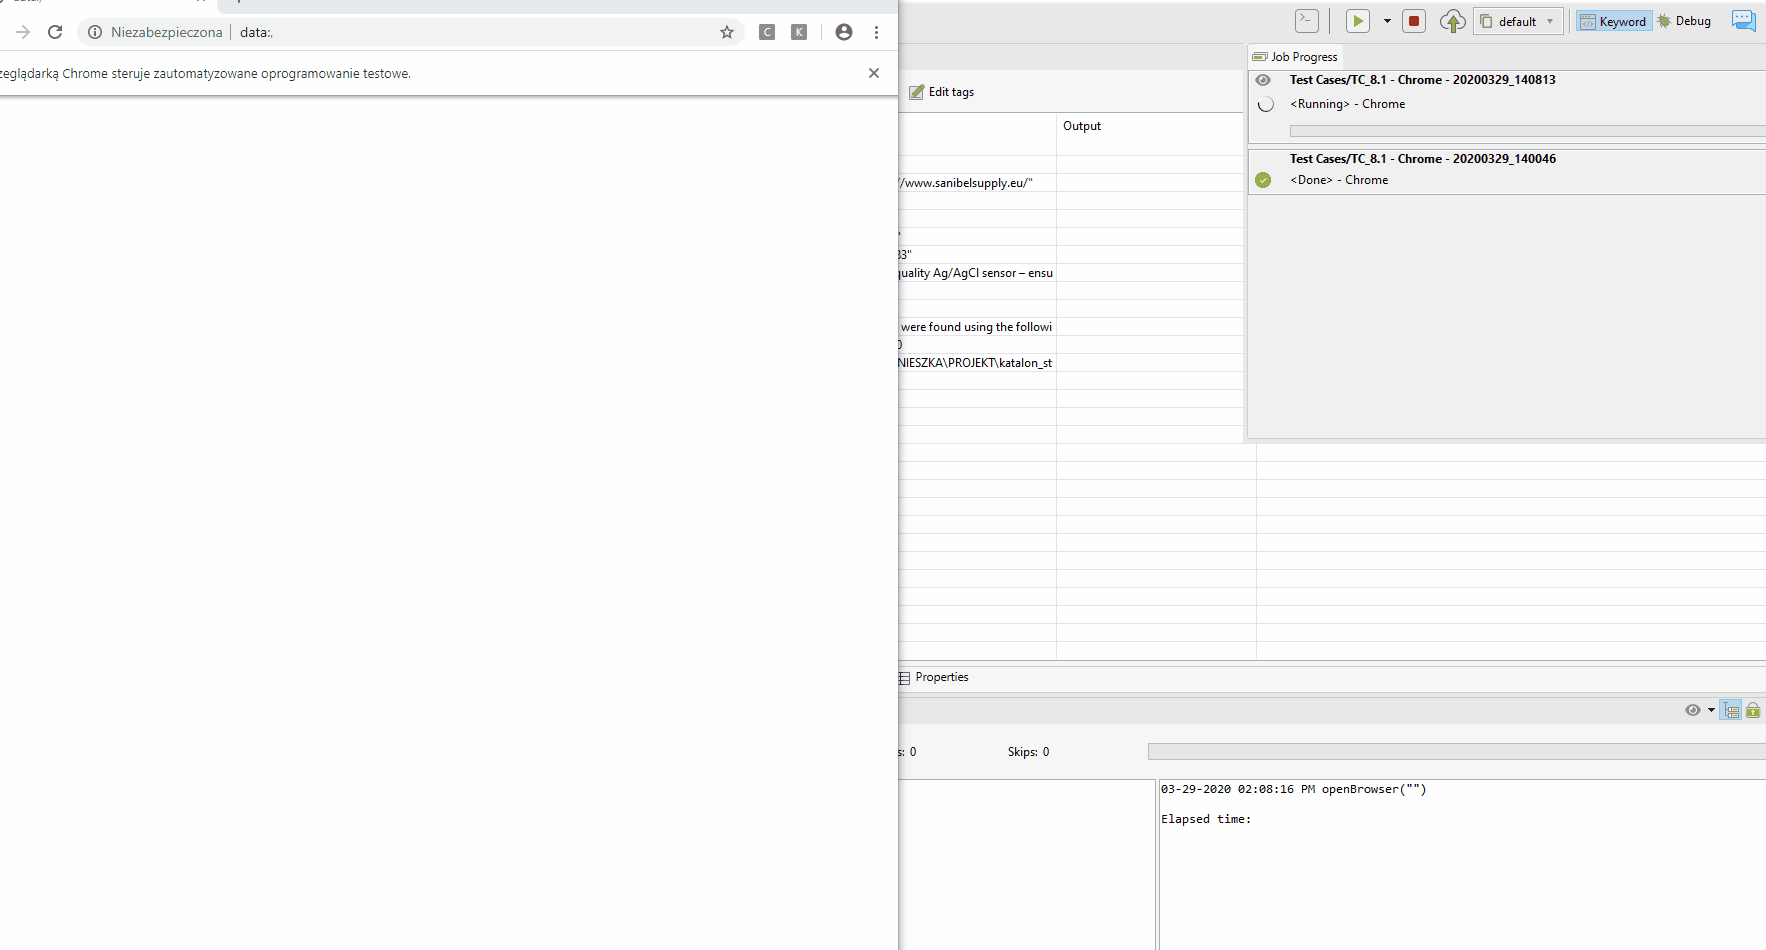 Niezabezpieczona
data:,
C
K
zeglądarką Chrome steruje zautomatyzowane oprogramowanie testowe.
default
Keyword
Debug
Job Progress
Test Cases/TC_8.1 - Chrome - 20200329_140813
<Running> - Chrome
Test Cases/TC_8.1 - Chrome - 20200329_140046
<Done> - Chrome
Edit tags
Output
//www.sanibelsupply.eu/"
"
33"
quality Ag/AgCl sensor – ensu
were found using the followi
0
NIESZKA\PROJEKT\katalon_st
Properties
s: 0
Skips: 0
03-29-2020 02:08:16 PM openBrowser("")
Elapsed time: